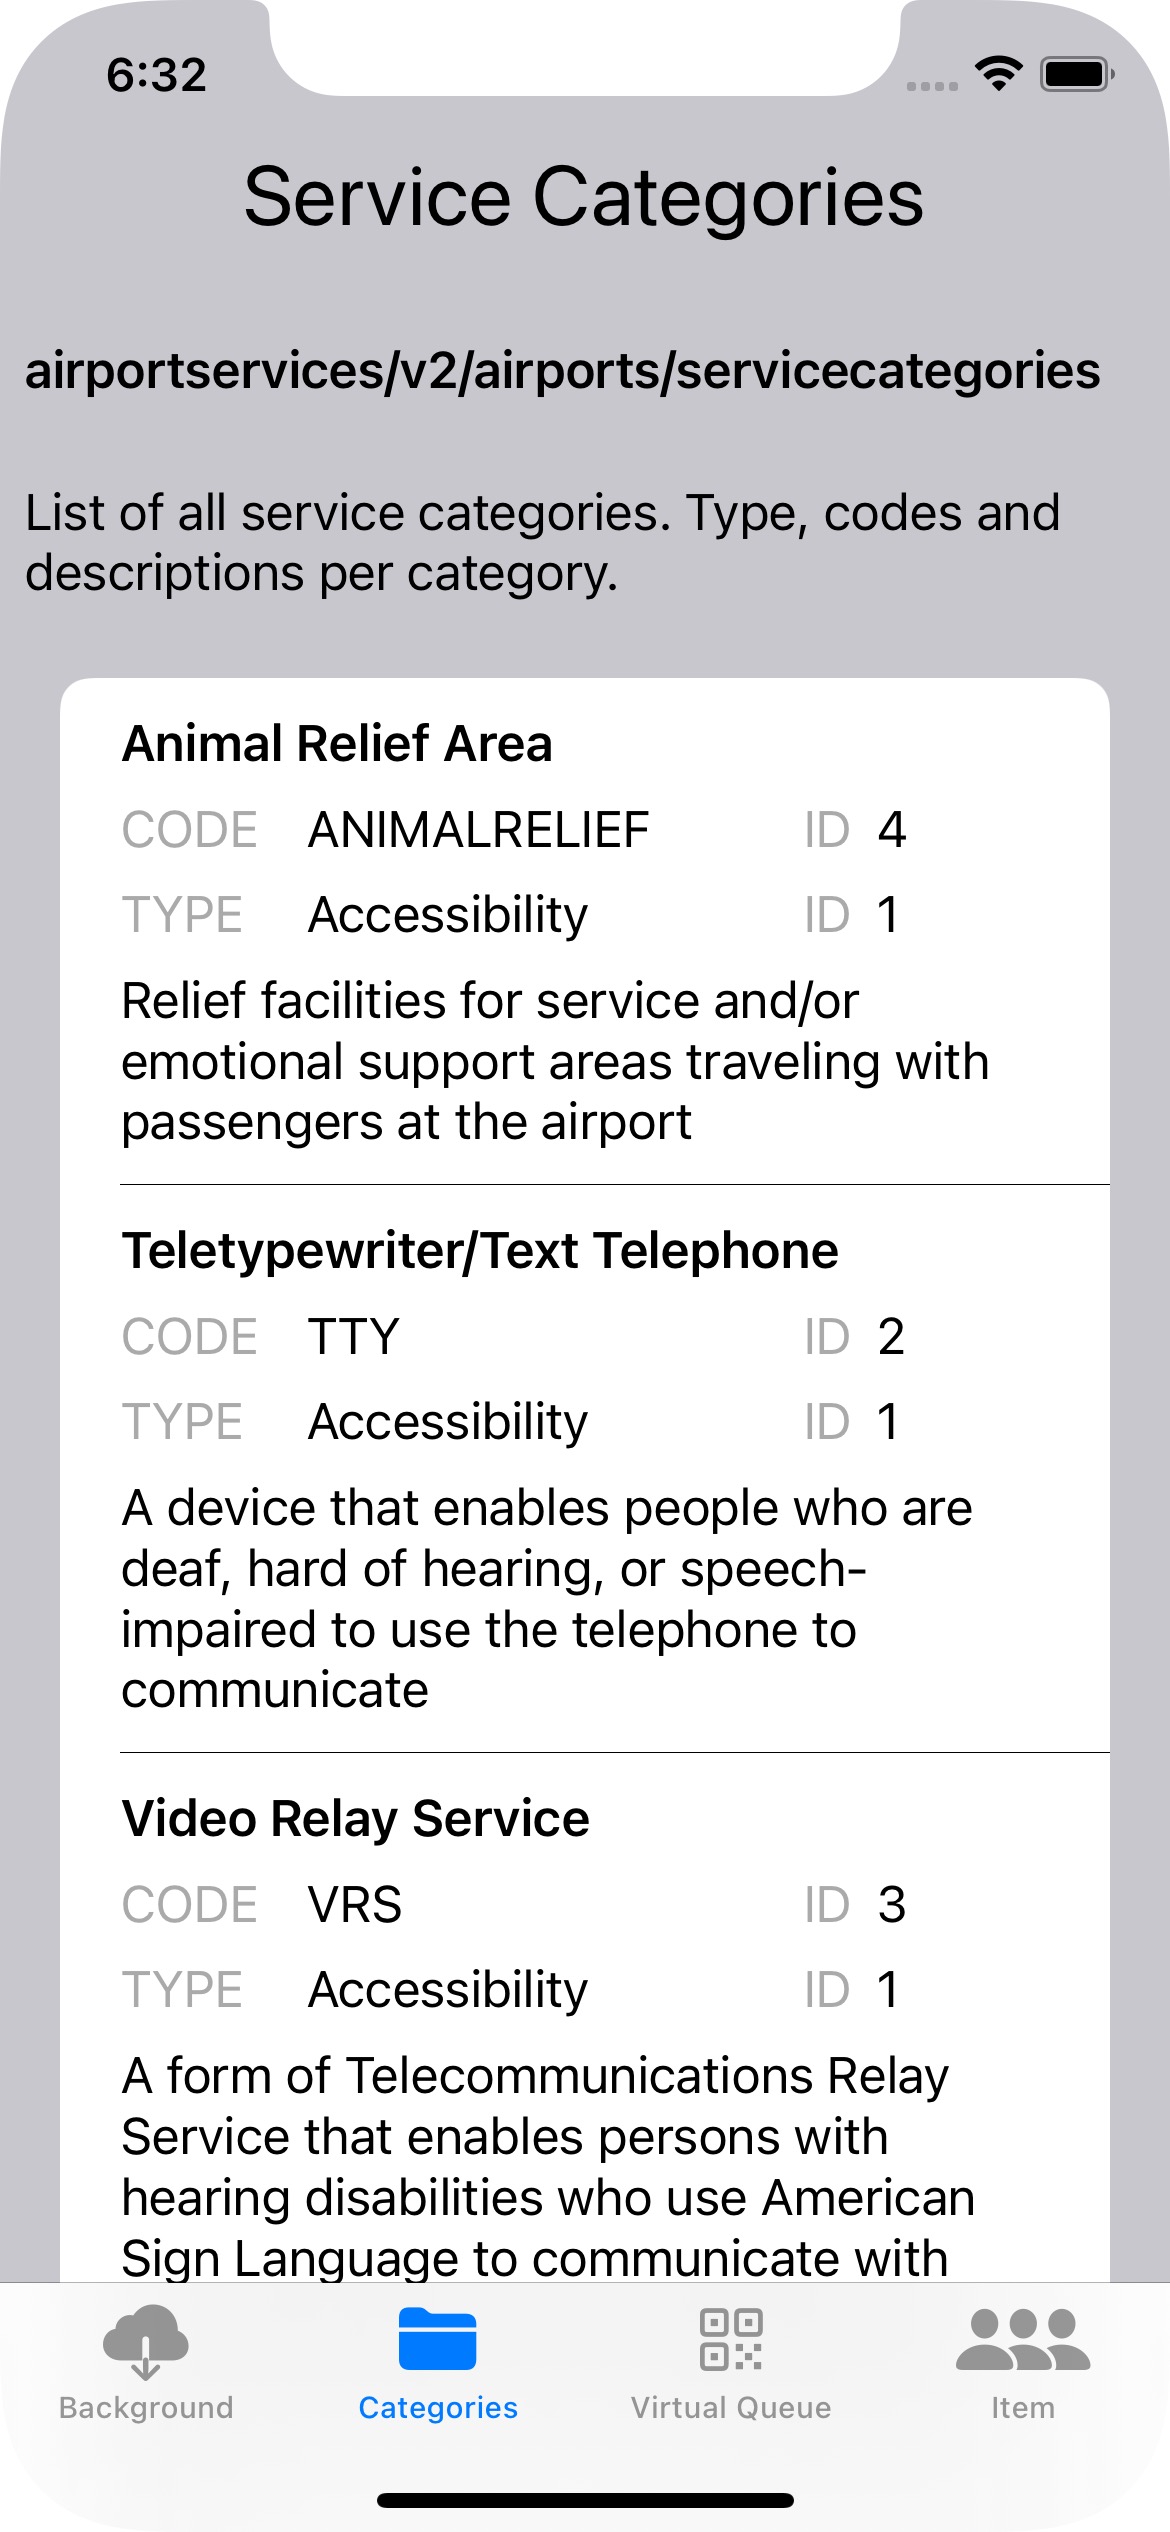 6:32
Service Categories
airportservices/v2/airports/servicecategories
List of all service categories. Type, codes and
descriptions per category.
Animal Relief Area
CODE ANIMALRELIEF ID 4
TYPE Accessibility ID 1
Relief facilities for service and/or
emotional support areas traveling with
passengers at the airport
Teletypewriter/Text Telephone
CODE TTY ID 2
TYPE Accessibility ID 1
A device that enables people who are
deaf, hard of hearing, or speech-
impaired to use the telephone to
communicate
Video Relay Service
CODE VRS ID 3
TYPE Accessibility ID 1
A form of Telecommunications Relay
Service that enables persons with
hearing disabilities who use American
Sign Language to communicate with
Background Categories Virtual Queue Item